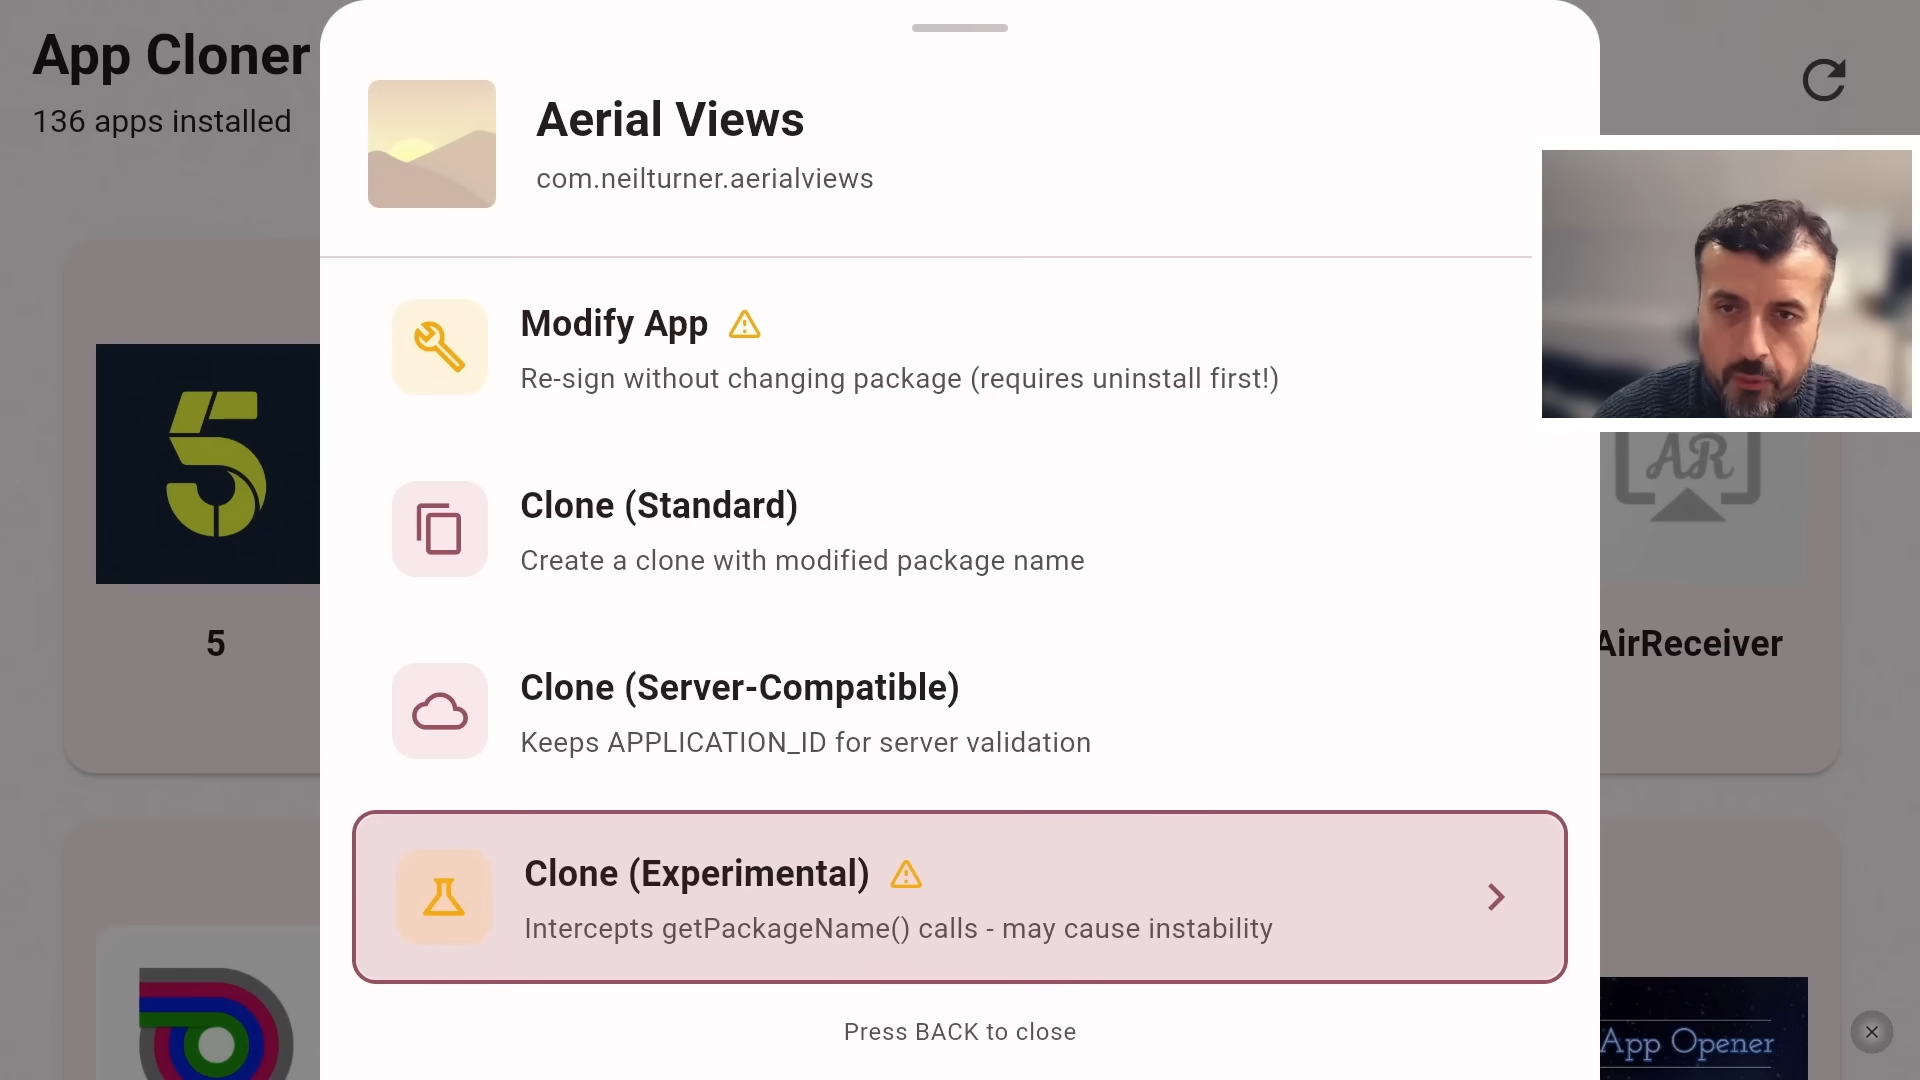 App Cloner
136 apps installed
Aerial Views
com.neilturner.aerialviews
Modify App
Re-sign without changing package (requires uninstall first!)
Clone (Standard)
Create a clone with modified package name
Clone (Server-Compatible)
Keeps APPLICATION_ID for server validation
Clone (Experimental)
Intercepts getPackageName() calls - may cause instability
Press BACK to close
5
5
AR
AirReceiver
App Opener